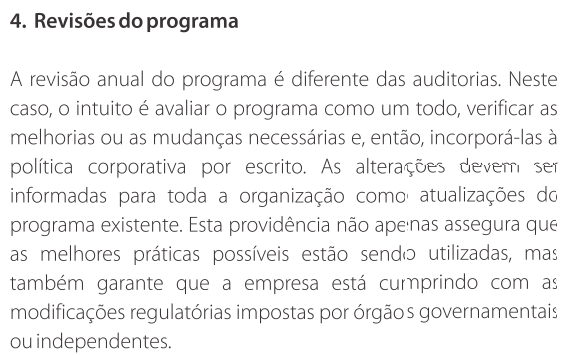 4. Revisões do programa
A revisão anual do programa é diferente das auditorias. Neste
caso, o intuito é avaliar o programa como um todo, verificar as
melhorias ou as mudanças necessárias e, então, incorporá-las à
política corporativa por escrito. As alterações devem ser
informadas para toda a organização como atualizações do
programa existente. Esta providência não apenas assegura que
as melhores práticas possíveis estão sendo utilizadas, mas
também garante que a empresa está cumprindo com as
modificações regulatórias impostas por órgãos governamentais
ou independentes.